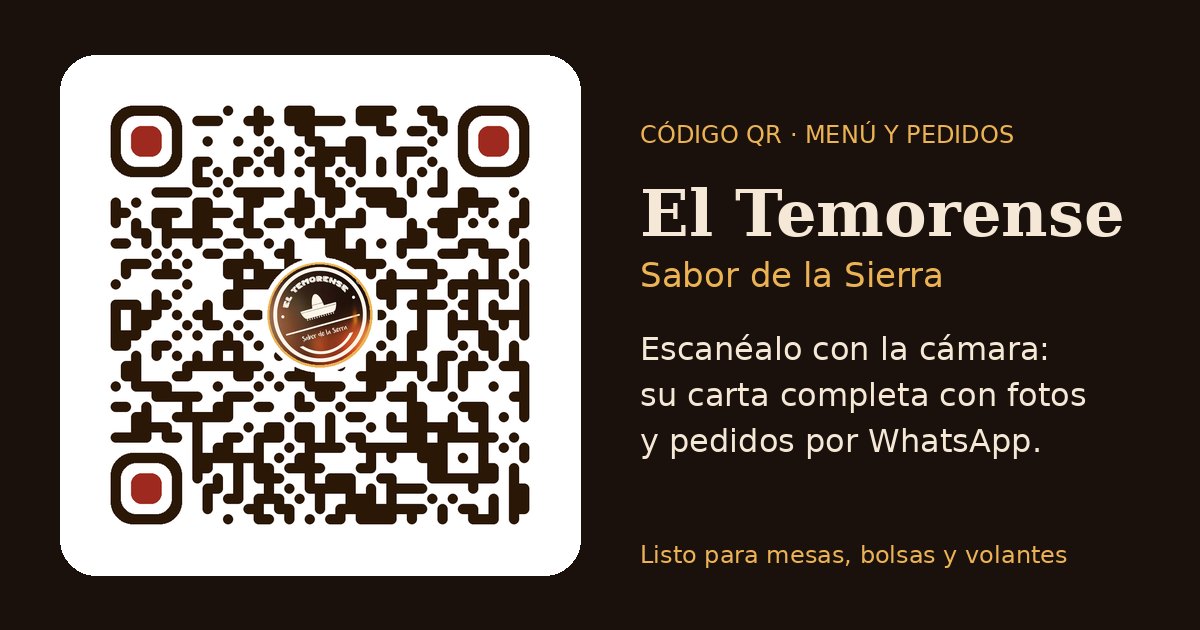 CÓDIGO QR · MENÚ Y PEDIDOS
El Temorense
Sabor de la Sierra
Escanéalo con la cámara:
su carta completa con fotos
y pedidos por WhatsApp.
Listo para mesas, bolsas y volantes
EL TEMORENSE
Sabor de la Sierra